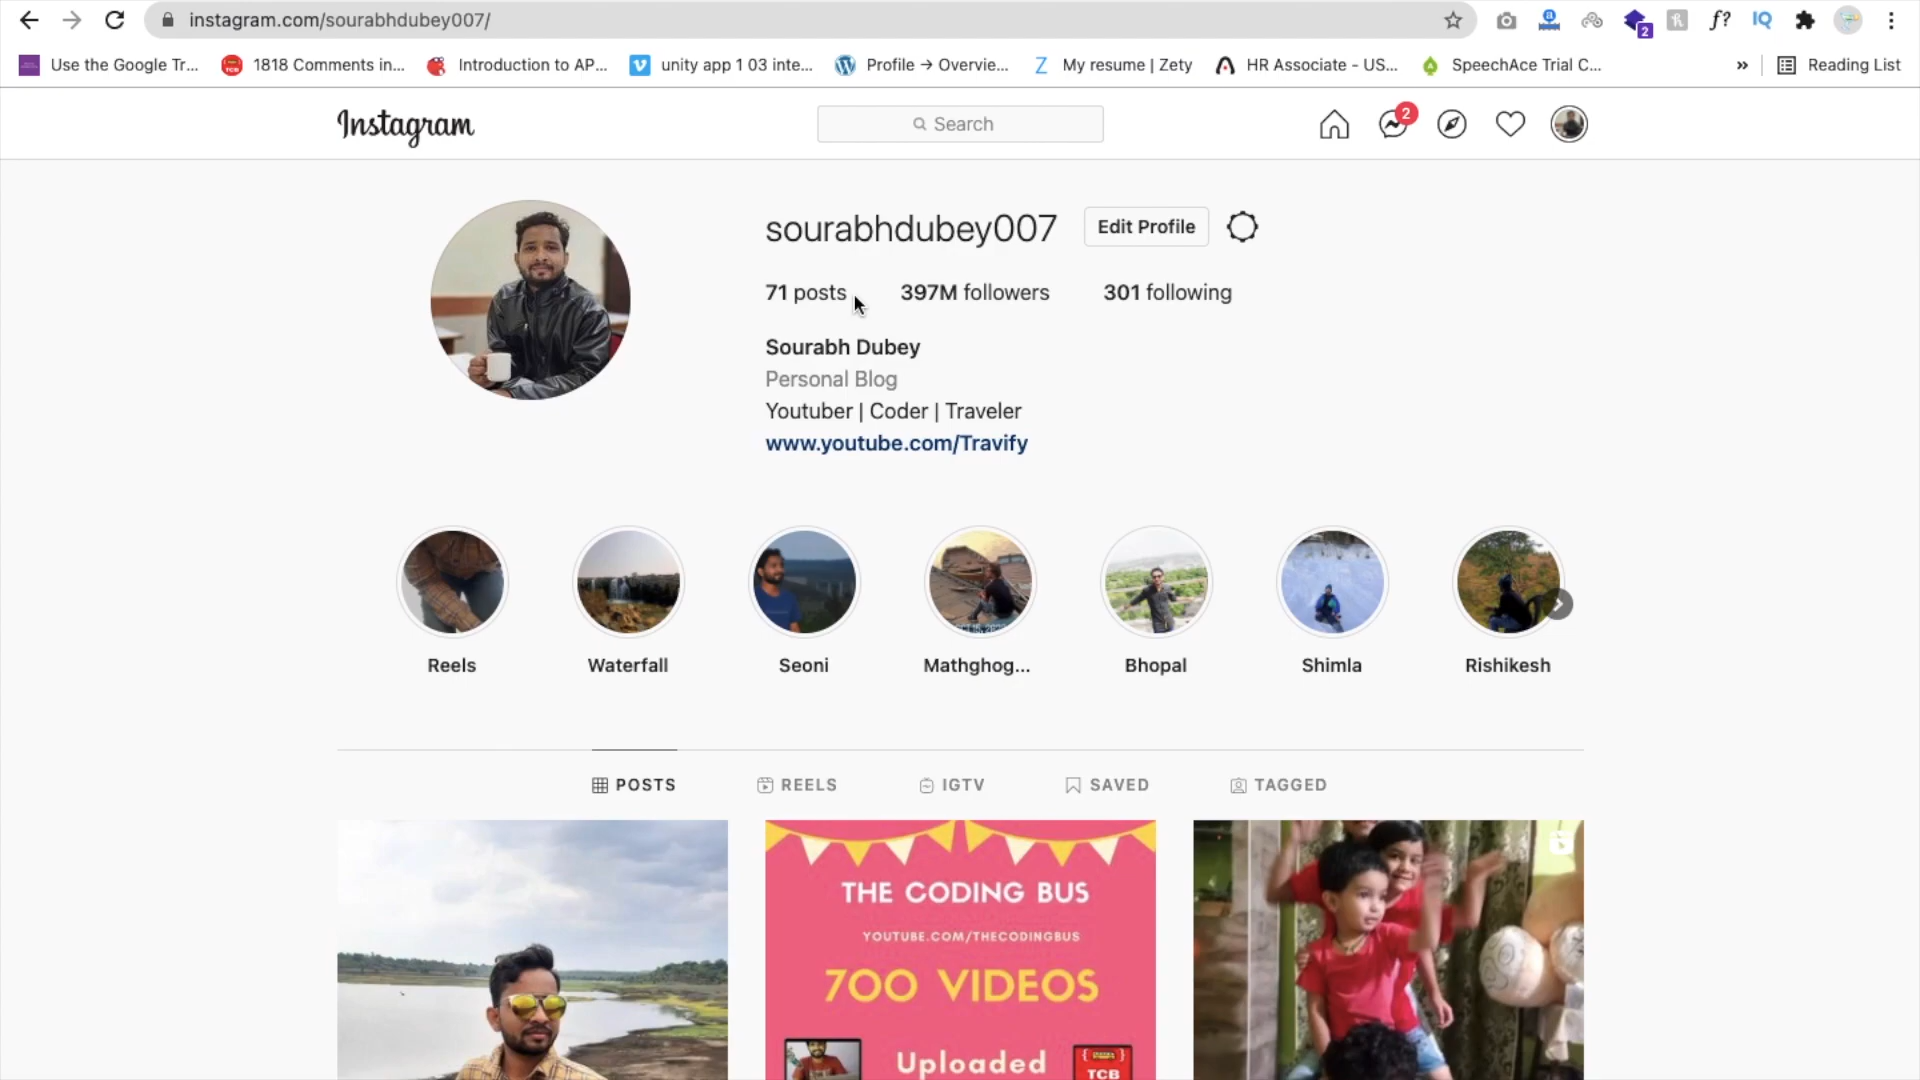 instagram.com/sourabhdubey007/
2
Use the Google Tr...
1818 Comments in...
Introduction to AP...
unity app 1 03 inte...
Profile → Overvie...
My resume | Zety
HR Associate - US...
SpeechAce Trial C...
»
Reading List
Instagram
Search
2
sourabhdubey007
Edit Profile
71 posts
397M followers
301 following
Sourabh Dubey
Personal Blog
Youtuber | Coder | Traveler
www.youtube.com/Travify
Reels
Waterfall
Seoni
Mathghog...
Bhopal
Shimla
Rishikesh
POSTS
REELS
IGTV
SAVED
TAGGED
THE CODING BUS
YOUTUBE.COM/THECODINGBUS
700 VIDEOS
Uploaded
TCB